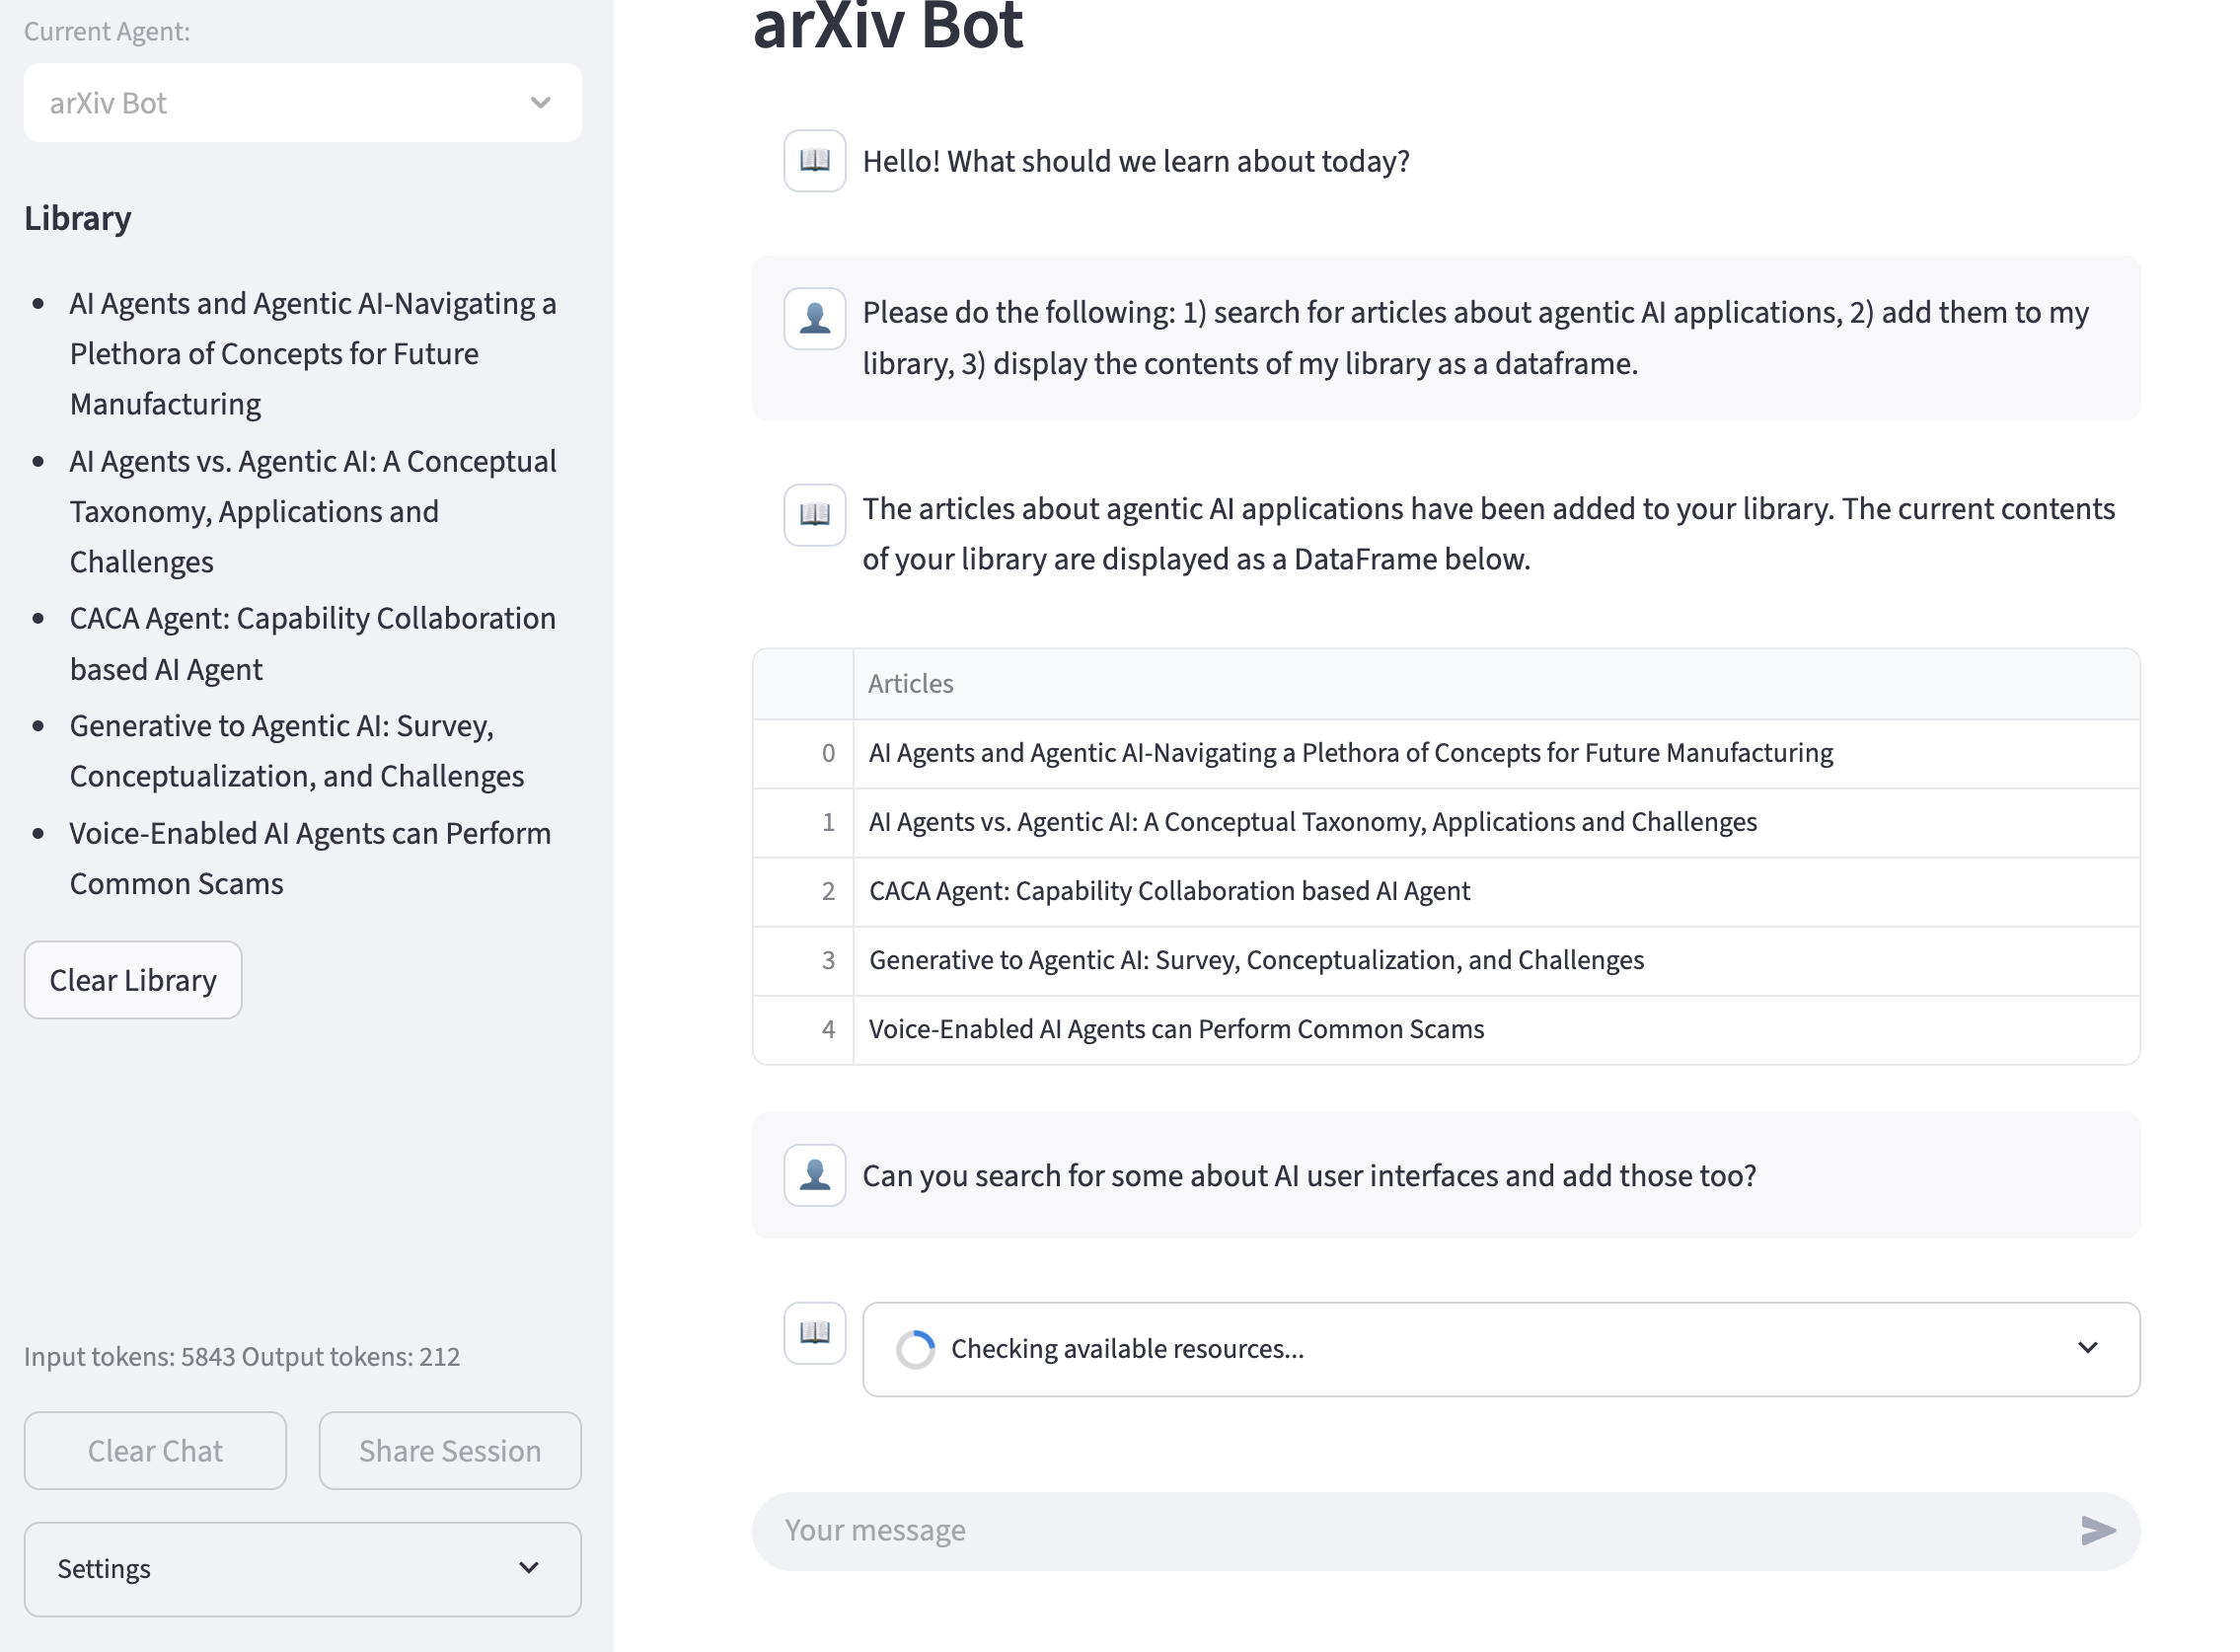 Current Agent:
arXiv Bot
Library
AI Agents and Agentic AI-Navigating a
Plethora of Concepts for Future
Manufacturing
AI Agents vs. Agentic AI: A Conceptual
Taxonomy, Applications and
Challenges
CACA Agent: Capability Collaboration
based AI Agent
Generative to Agentic AI: Survey,
Conceptualization, and Challenges
Voice-Enabled AI Agents can Perform
Common Scams
Clear Library
Input tokens: 5843 Output tokens: 212
Clear Chat
Share Session
Settings
arXiv Bot
Hello! What should we learn about today?
Please do the following: 1) search for articles about agentic AI applications, 2) add them to my
library, 3) display the contents of my library as a dataframe.
The articles about agentic AI applications have been added to your library. The current contents
of your library are displayed as a DataFrame below.
Articles
0 AI Agents and Agentic AI-Navigating a Plethora of Concepts for Future Manufacturing
1 AI Agents vs. Agentic AI: A Conceptual Taxonomy, Applications and Challenges
2 CACA Agent: Capability Collaboration based AI Agent
3 Generative to Agentic AI: Survey, Conceptualization, and Challenges
4 Voice-Enabled AI Agents can Perform Common Scams
Can you search for some about AI user interfaces and add those too?
Checking available resources...
Your message